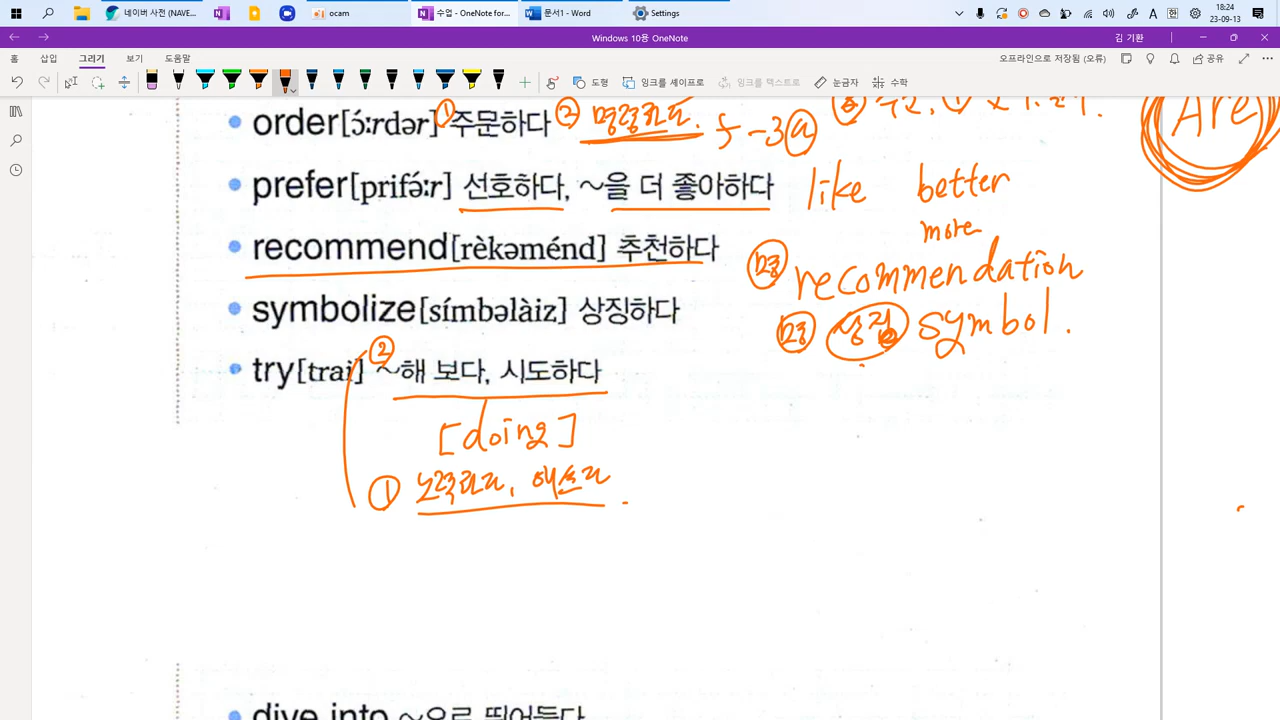 네이버 사전 (NAVE...
ocam
수업 - OneNote for...
문서1 - Word
Settings
A
한
18:24
23-09-13
Windows 10용 OneNote
김 기환
홈 삽입 그리기 보기 도움말
오프라인으로 저장됨 (오류)
공유
도형
잉크를 셰이프로
잉크를 텍스트로
눈금자
수학
Are
order[ɔ́ːrdər] ① 주문하다 ② 명령하다. 5-3ⓐ
prefer[prifə́ːr] 선호하다, ~을 더 좋아하다 like better
more
recommend[rèkəménd] 추천하다 명 recommendation
symbolize[símbəlàiz] 상징하다 명 상징 symbol.
try[trai] ② ~해 보다, 시도하다
[doing]
① 노력하다, 애쓰다
dive into ~으로 뛰어들다